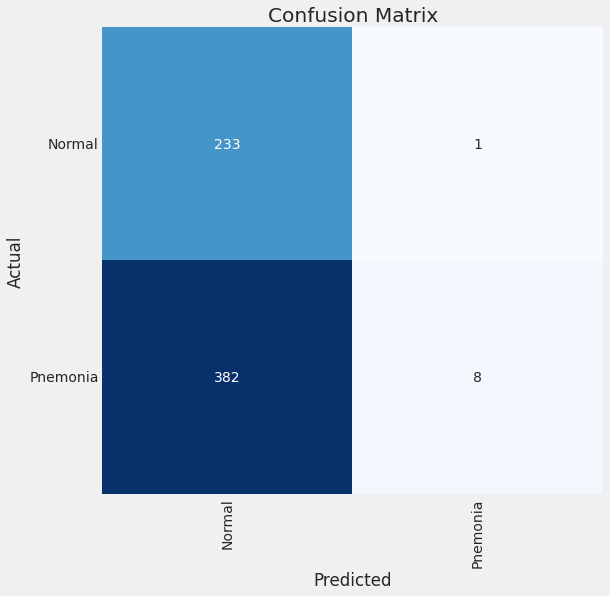 Confusion Matrix
Actual
Normal
233
1
Pnemonia
382
8
Normal
Pnemonia
Predicted